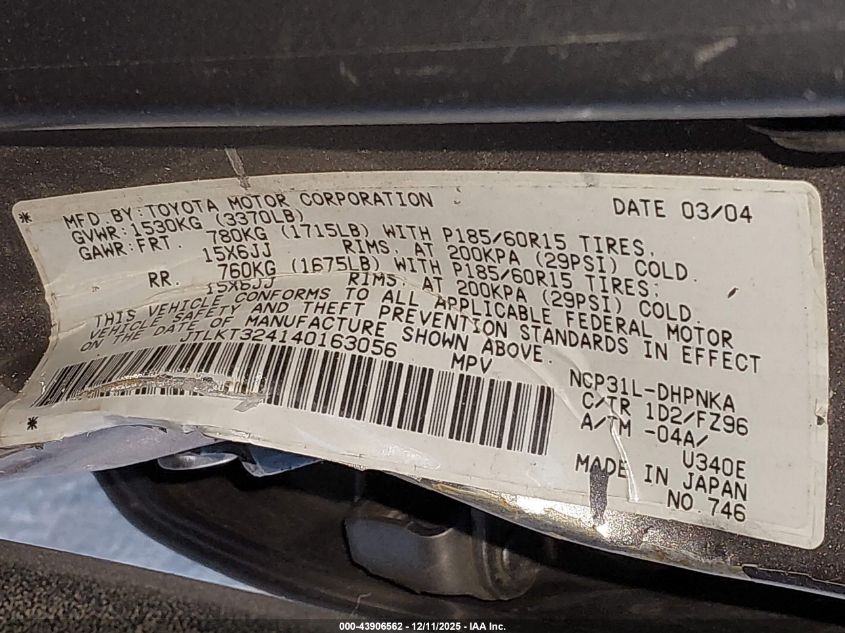 MFD. BY: TOYOTA MOTOR CORPORATION DATE 03/04
GVWR: 1530KG (3370LB)
GAWR: FRT. 780KG (1715LB) WITH P185/60R15 TIRES,
15X6JJ RIMS, AT 200KPA (29PSI) COLD.
RR. 760KG (1675LB) WITH P185/60R15 TIRES;
15X6JJ RIMS, AT 200KPA (29PSI) COLD.
THIS VEHICLE CONFORMS TO ALL APPLICABLE FEDERAL MOTOR
VEHICLE SAFETY AND THEFT PREVENTION STANDARDS IN EFFECT
ON THE DATE OF MANUFACTURE SHOWN ABOVE.
* JTLKT324140163056 * MPV
NCP31L-DHPNKA
C/TR 1D2/FZ96
A/TM -04A/
U340E
MADE IN JAPAN
NO. 746
000-43906562 - 12/11/2025 - IAA Inc.